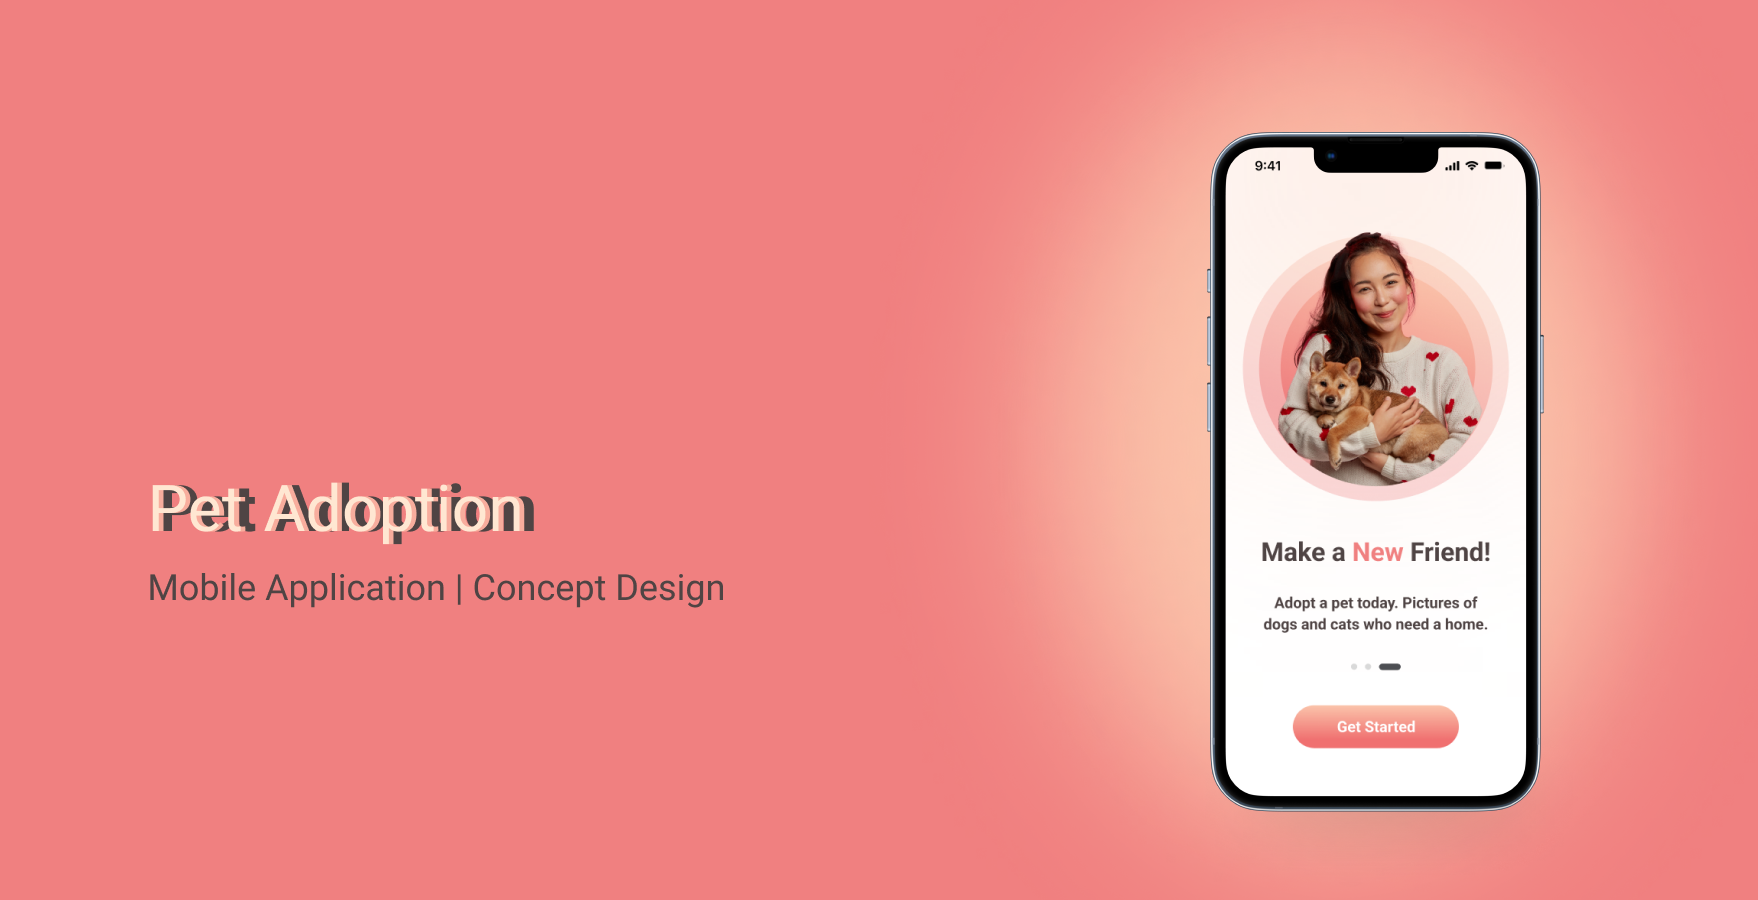 Pet Adoption
Mobile Application | Concept Design
9:41
Make a New Friend!
Adopt a pet today. Pictures of
dogs and cats who need a home.
Get Started